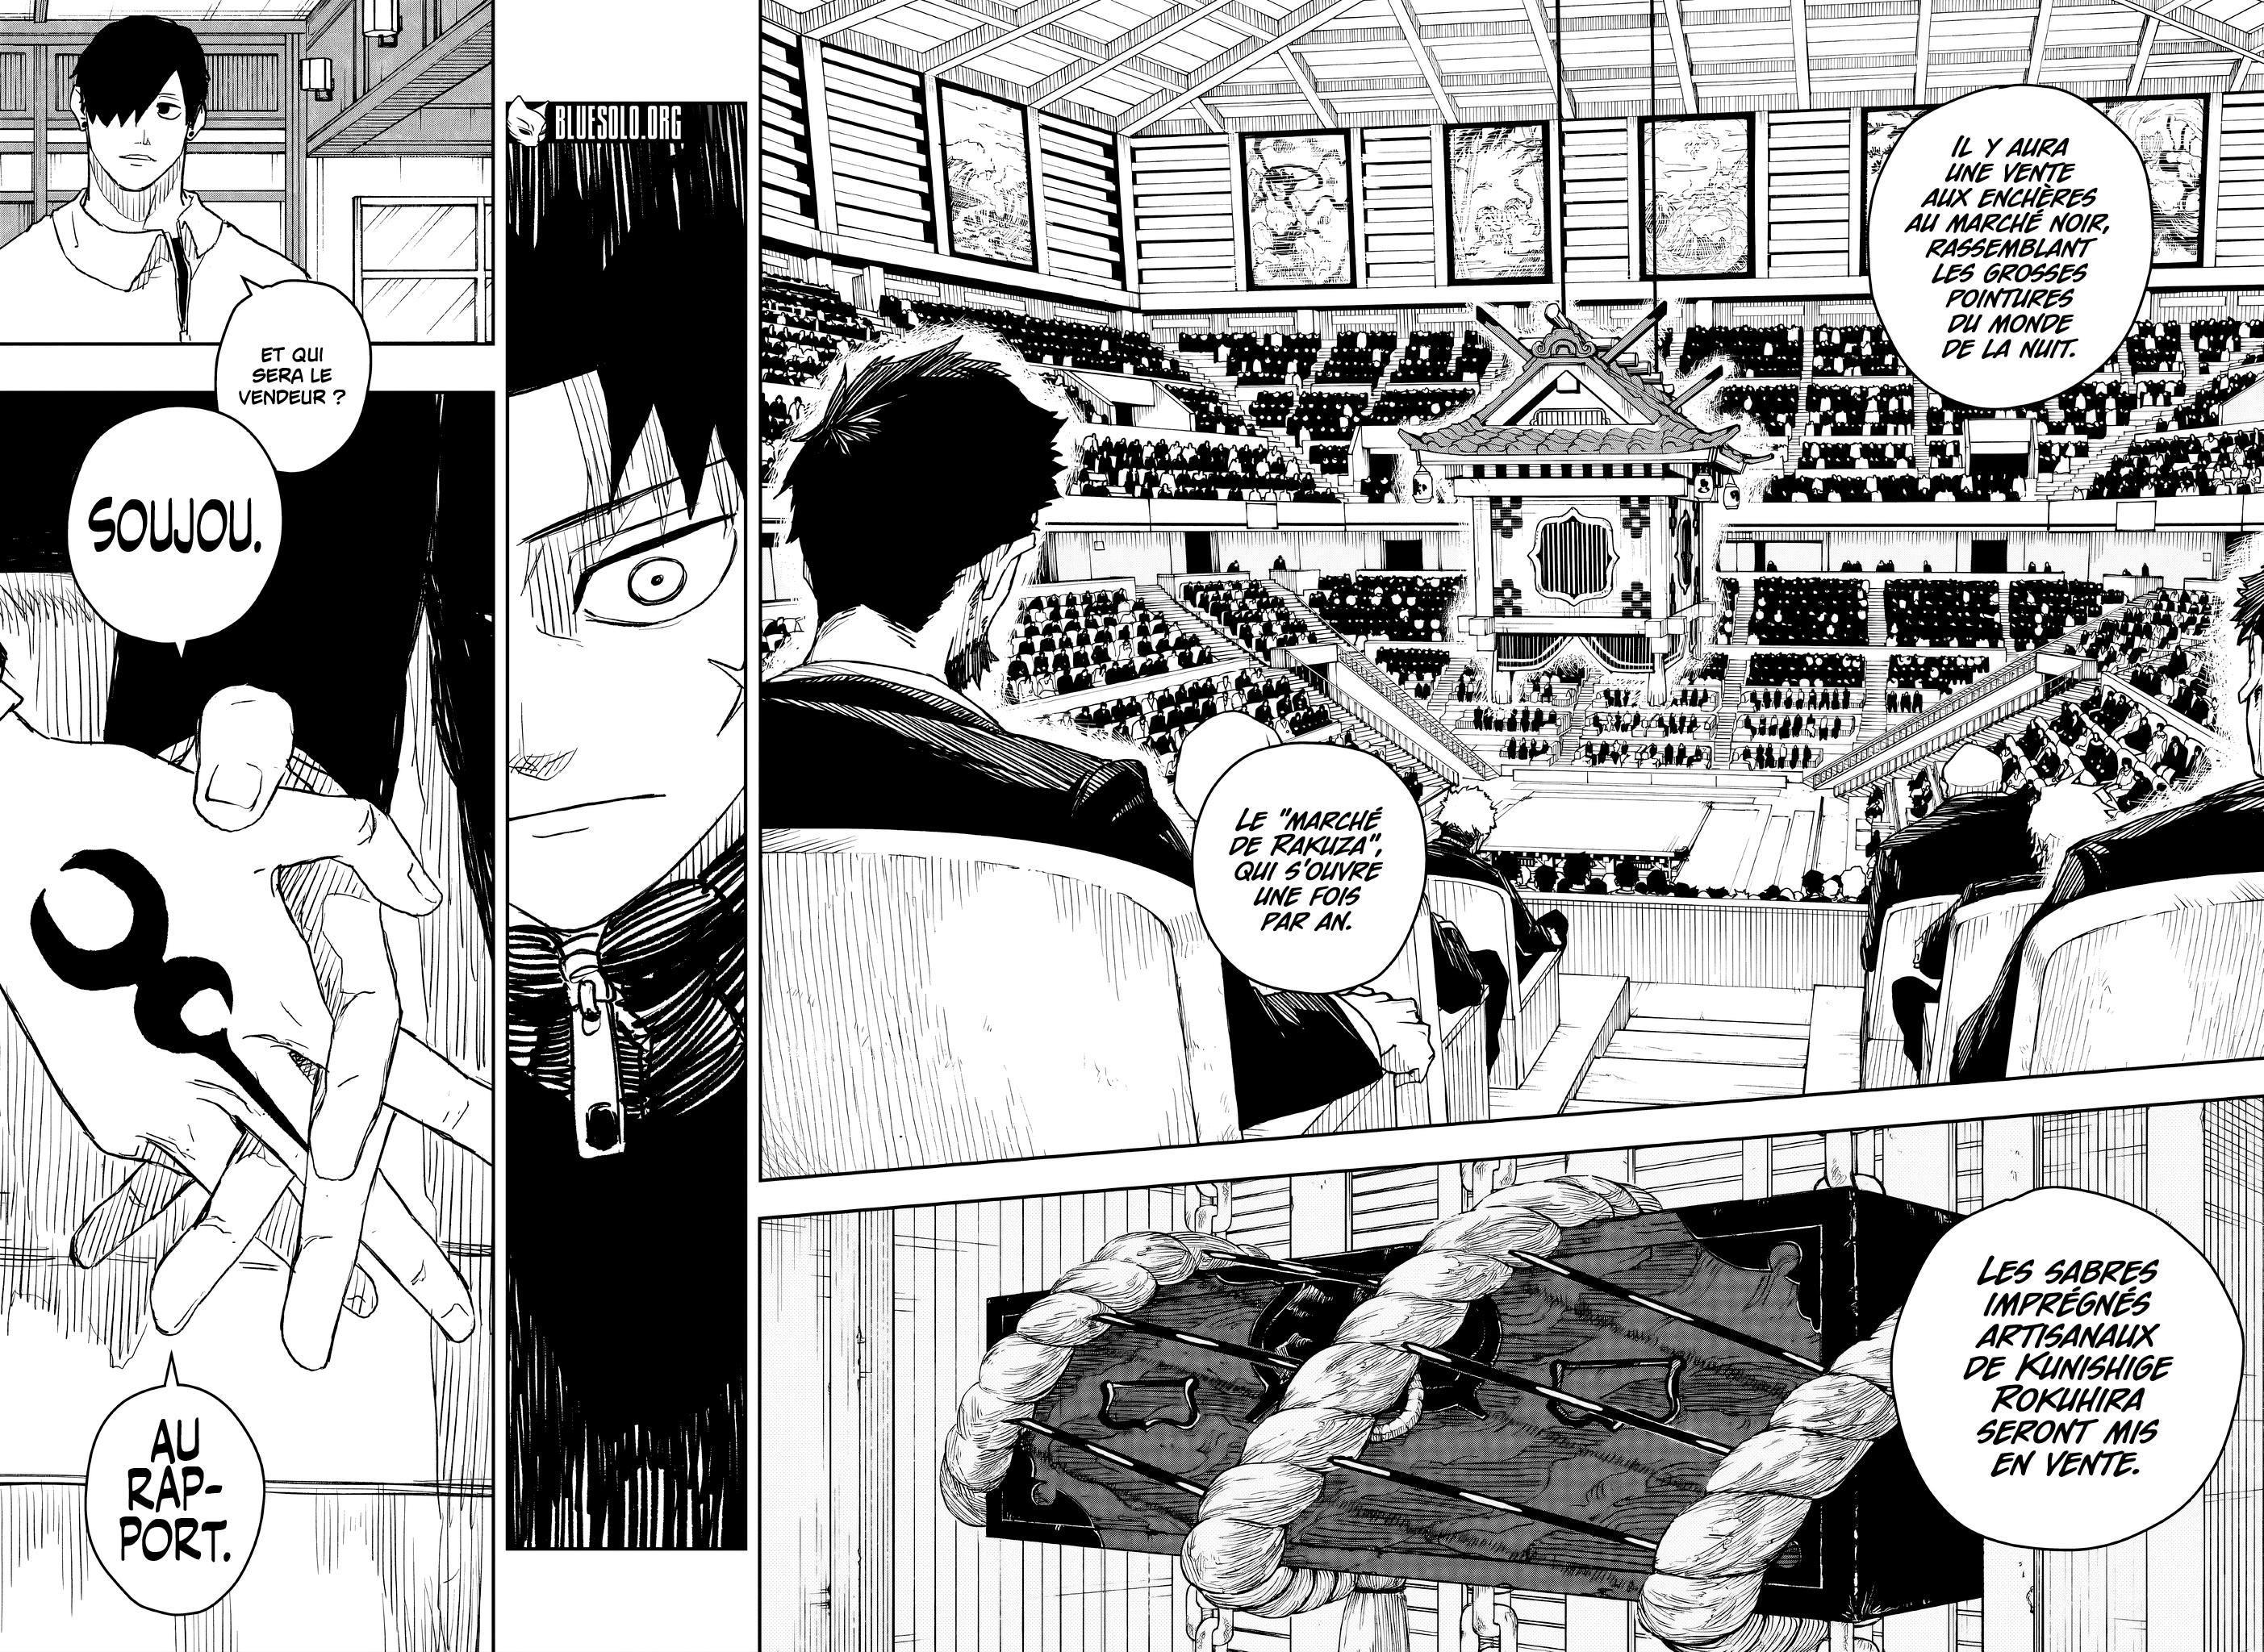 IL Y AURA
UNE VENTE
AUX ENCHÈRES
AU MARCHÉ NOIR,
RASSEMBLANT
LES GROSSES
POINTURES
DU MONDE
DE LA NUIT.
LE "MARCHÉ
DE RAKUZA",
QUI S'OUVRE
UNE FOIS
PAR AN.
LES SABRES
IMPRÉGNÉS
ARTISANAUX
DE KUNISHIGE
ROKUHIRA
SERONT MIS
EN VENTE.
BLUESOLO.ORG
ET QUI
SERA LE
VENDEUR ?
SOUJOU.
AU
RAP-
PORT.